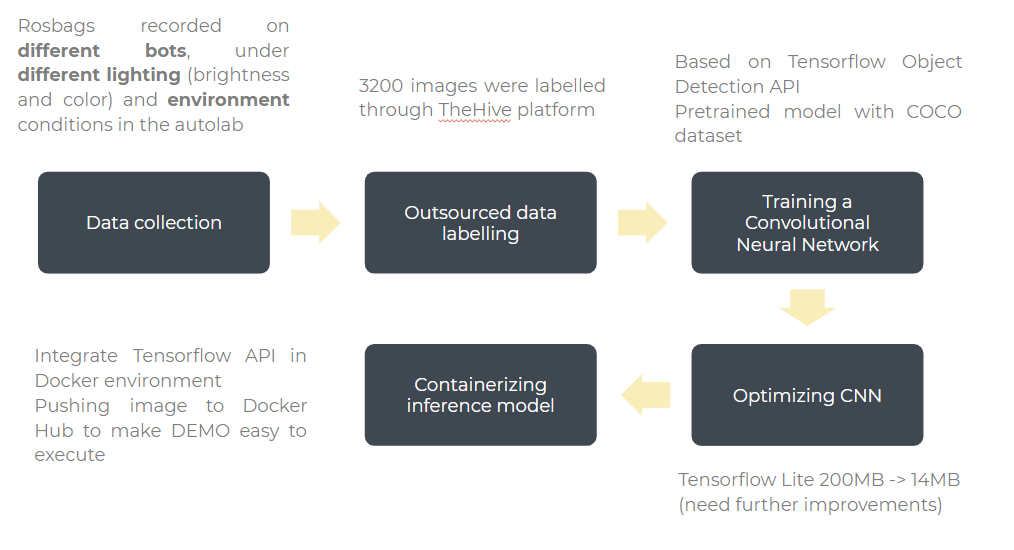 Rosbags recorded on
different bots, under
different lighting (brightness
and color) and environment
conditions in the autolab
3200 images were labelled
through TheHive platform
Based on Tensorflow Object
Detection API
Pretrained model with COCO
dataset
Data collection
Outsourced data
labelling
Training a
Convolutional
Neural Network
Integrate Tensorflow API in
Docker environment
Pushing image to Docker
Hub to make DEMO easy to
execute
Containerizing
inference model
Optimizing CNN
Tensorflow Lite 200MB -> 14MB
(need further improvements)